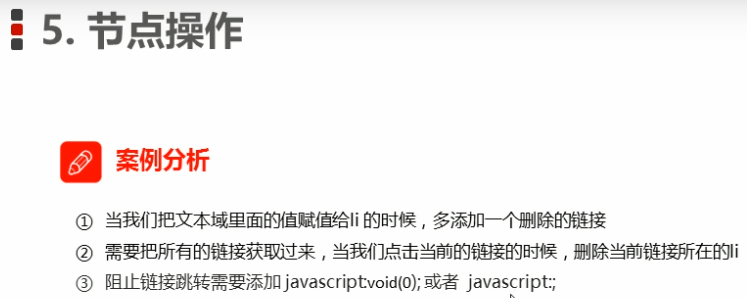 5. 节点操作
案例分析
① 当我们把文本域里面的值赋值给li 的时候，多添加一个删除的链接
② 需要把所有的链接获取过来，当我们点击当前的链接的时候，删除当前链接所在的li
③ 阻止链接跳转需要添加 javascript:void(0); 或者 javascript:;